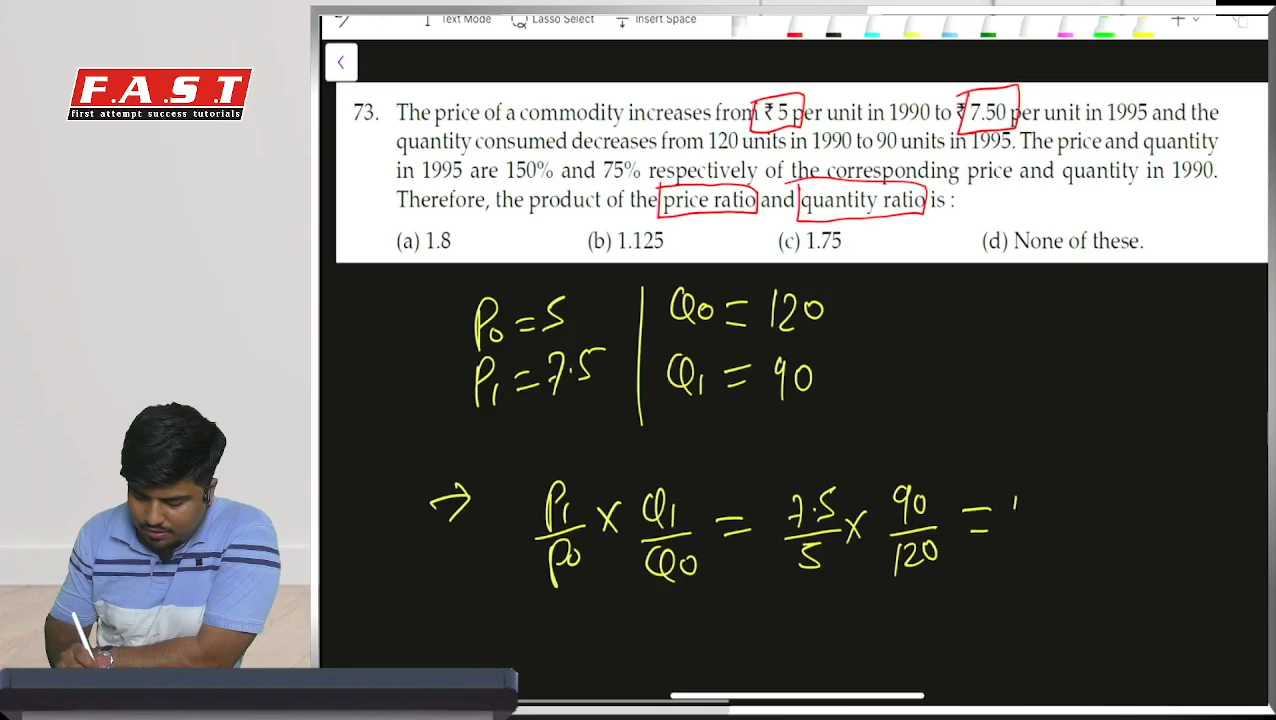 Text Mode
Lasso Select
Insert Space
F.A.S.T
first attempt success tutorials
73. The price of a commodity increases from ₹ 5 per unit in 1990 to ₹ 7.50 per unit in 1995 and the
quantity consumed decreases from 120 units in 1990 to 90 units in 1995. The price and quantity
in 1995 are 150% and 75% respectively of the corresponding price and quantity in 1990.
Therefore, the product of the price ratio and quantity ratio is :
(a) 1.8 (b) 1.125 (c) 1.75 (d) None of these.
P0 = 5
P1 = 7.5
Q0 = 120
Q1 = 90
→ P1/P0 × Q1/Q0 = 7.5/5 × 90/120 =